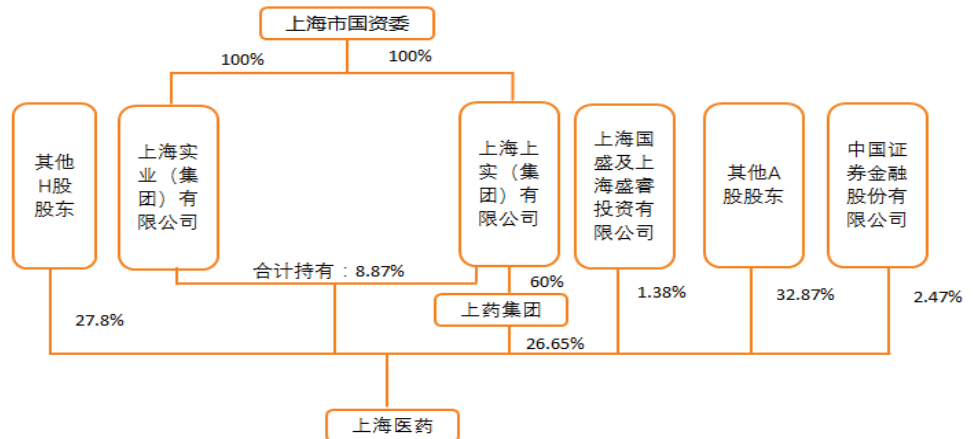 上海市国资委
100%
100%
其他
H股
股东
上海实
业（集
团）有
限公司
上海上
实（集
团）有
限公司
上海国
盛及上
海盛睿
投资有
限公司
其他A
股股东
中国证
券金融
股份有
限公司
合计持有：8.87%
60%
上药集团
27.8%
26.65%
1.38%
32.87%
2.47%
上海医药